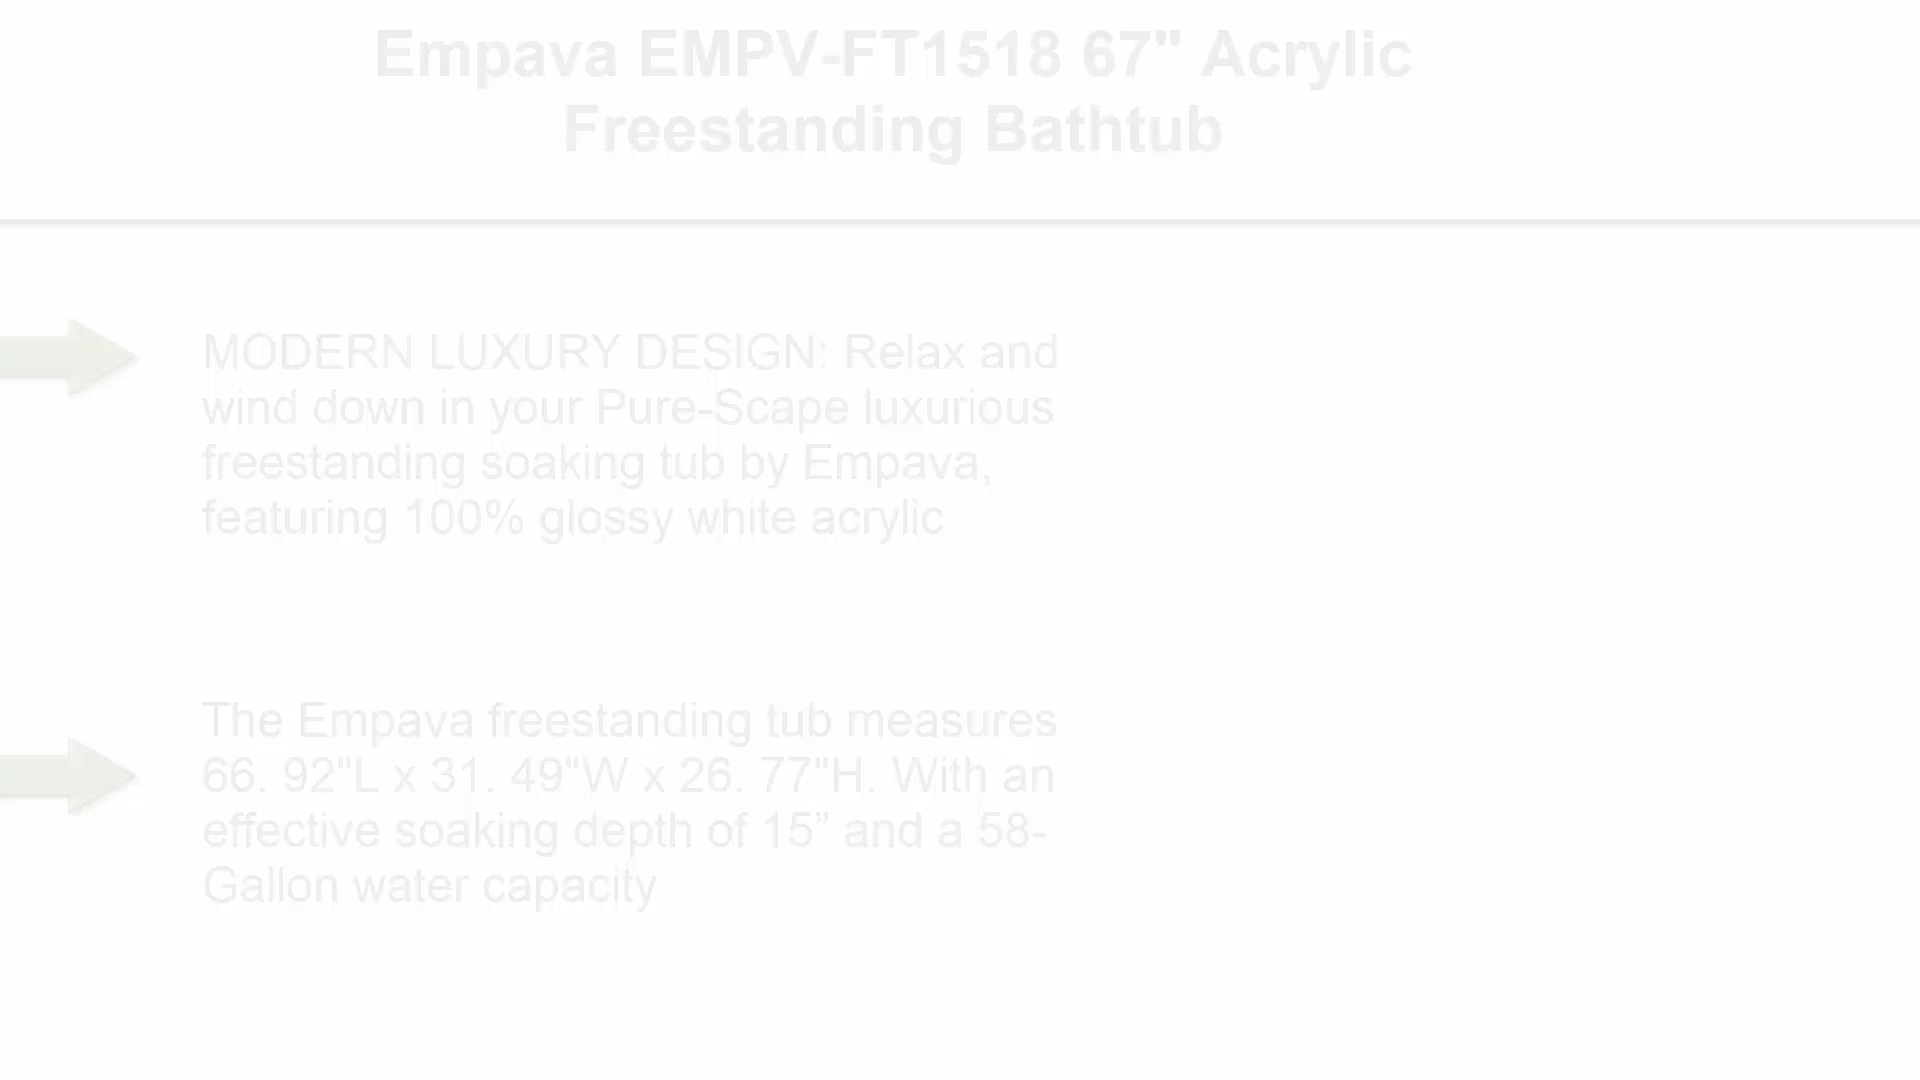 Empava EMPV-FT1518 67" Acrylic
Freestanding Bathtub
MODERN LUXURY DESIGN: Relax and
wind down in your Pure-Scape luxurious
freestanding soaking tub by Empava,
featuring 100% glossy white acrylic
The Empava freestanding tub measures
66. 92"L x 31. 49"W x 26. 77"H. With an
effective soaking depth of 15” and a 58-
Gallon water capacity